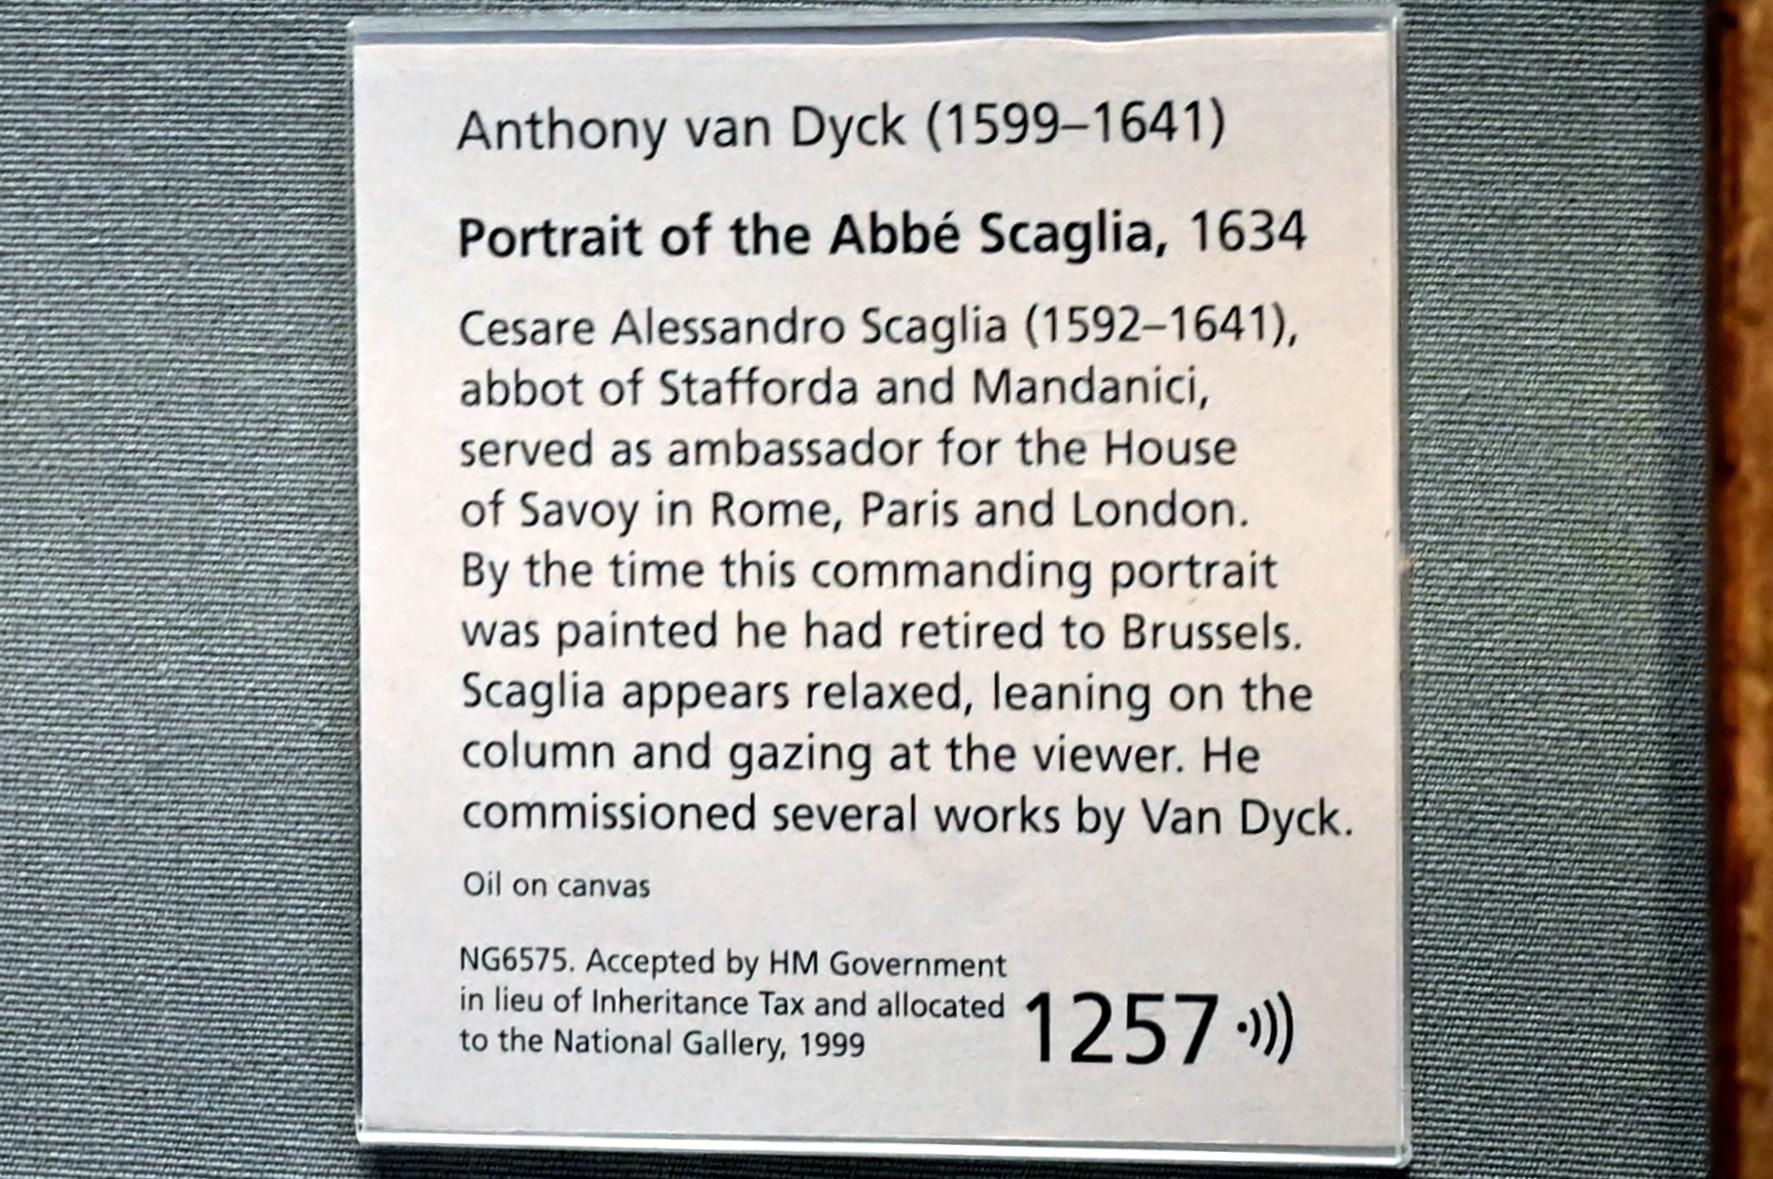 Anthony van Dyck (1599–1641)
Portrait of the Abbé Scaglia, 1634
Cesare Alessandro Scaglia (1592–1641),
abbot of Stafforda and Mandanici,
served as ambassador for the House
of Savoy in Rome, Paris and London.
By the time this commanding portrait
was painted he had retired to Brussels.
Scaglia appears relaxed, leaning on the
column and gazing at the viewer. He
commissioned several works by Van Dyck.
Oil on canvas
NG6575. Accepted by HM Government
in lieu of Inheritance Tax and allocated
to the National Gallery, 1999
1257